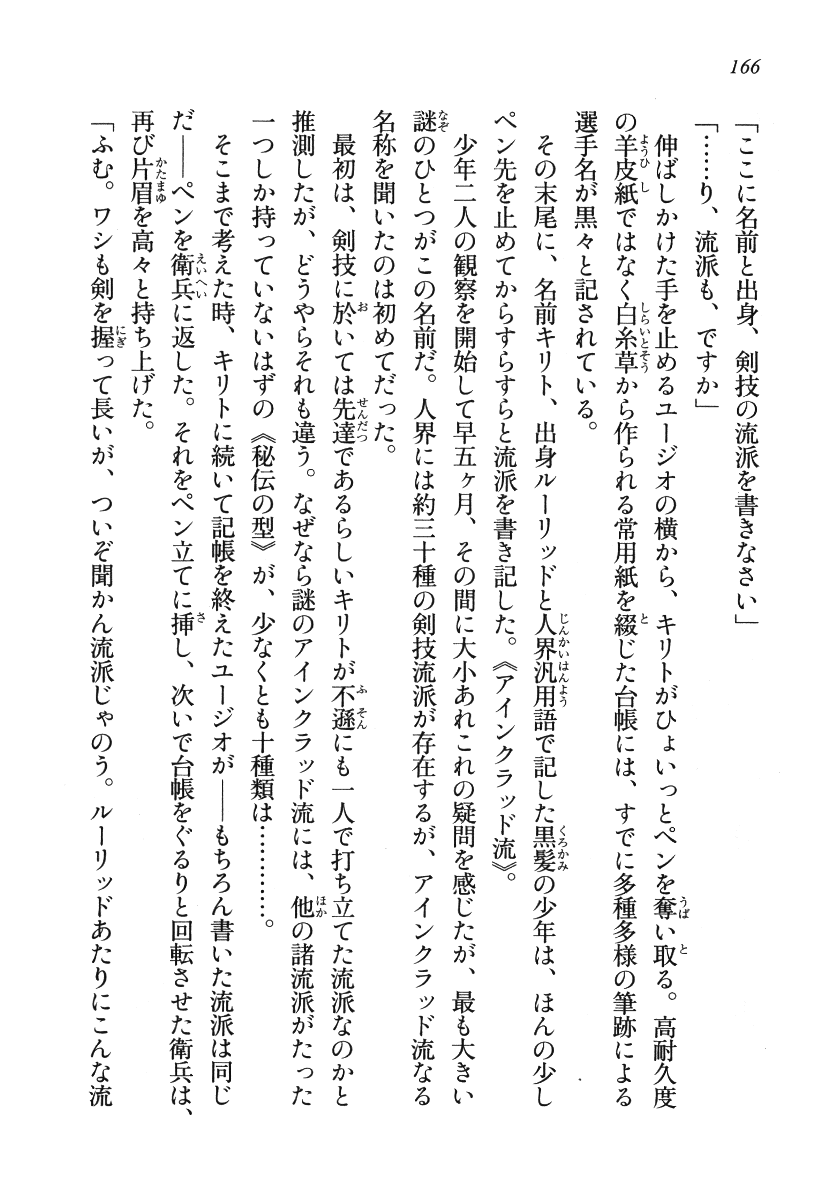 166
「ここに名前と出身、剣技の流派を書きなさい」
「……り、流派も、ですか」
伸ばしかけた手を止めるユージオの横から、キリトがひょいっとペンを奪い取る。高耐久度
の羊皮紙ではなく白糸草から作られる常用紙を綴じた台帳には、すでに多種多様の筆跡による
選手名が黒々と記されている。
その末尾に、名前キリト、出身ルーリッドと人界汎用語で記した黒髪の少年は、ほんの少し
ペン先を止めてからすらすらと流派を書き記した。《アインクラッド流》。
少年二人の観察を開始して早五ヶ月、その間に大小あれこれの疑問を感じたが、最も大きい
謎のひとつがこの名前だ。人界には約三十種の剣技流派が存在するが、アインクラッド流なる
名称を聞いたのは初めてだった。
最初は、剣技に於いては先達であるらしいキリトが不遜にも一人で打ち立てた流派なのかと
推測したが、どうやらそれも違う。なぜなら謎のアインクラッド流には、他の諸流派がたった
一つしか持っていないはずの《秘伝の型》が、少なくとも十種類は…………。
そこまで考えた時、キリトに続いて記帳を終えたユージオが――もちろん書いた流派は同じ
だ――ペンを衛兵に返した。それをペン立てに挿し、次いで台帳をぐるりと回転させた衛兵は、
再び片眉を高々と持ち上げた。
「ふむ。ワシも剣を握って長いが、ついぞ聞かん流派じゃのう。ルーリッドあたりにこんな流